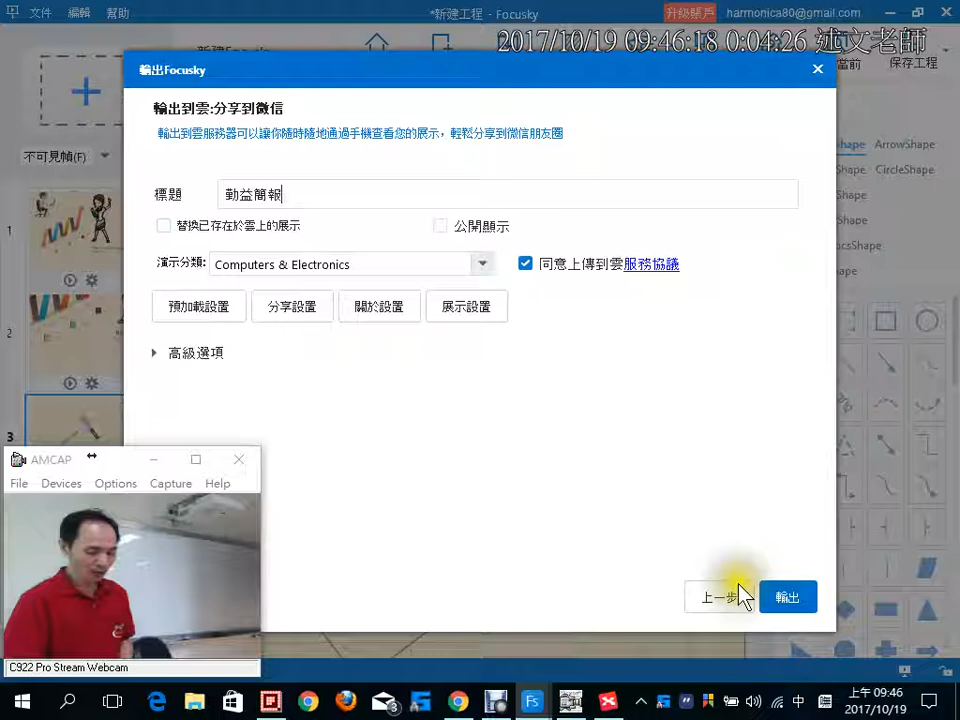 文件 編輯 幫助
*新建工程 - Focusky
升級賬戶 harmonica80@gmail.com
2017/10/19 09:46:18 0:04:26 述文老師
保存工程
不可見幀(F)
1
2
3
輸出Focusky
輸出到雲:分享到微信
輸出到雲服務器可以讓你隨時隨地通過手機查看您的展示，輕鬆分享到微信朋友圈
標題 勤益簡報
替換已存在於雲上的展示 公開顯示
演示分類: Computers & Electronics 同意上傳到雲服務協議
預加載設置 分享設置 關於設置 展示設置
高級選項
上一步 輸出
ArrowShape
CircleShape
AMCAP
File Devices Options Capture Help
C922 Pro Stream Webcam
Fs
3
中
上午 09:46
2017/10/19